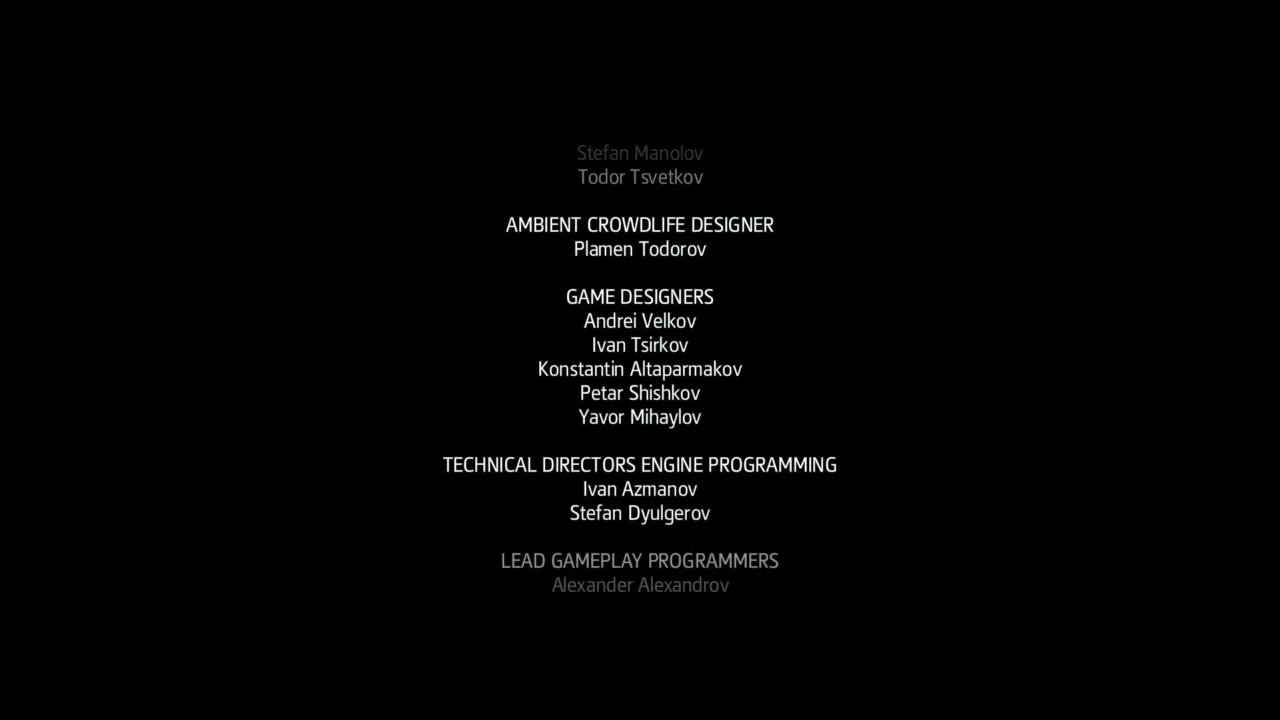 Stefan Manolov
Todor Tsvetkov
AMBIENT CROWDLIFE DESIGNER
Plamen Todorov
GAME DESIGNERS
Andrei Velkov
Ivan Tsirkov
Konstantin Altaparmakov
Petar Shishkov
Yavor Mihaylov
TECHNICAL DIRECTORS ENGINE PROGRAMMING
Ivan Azmanov
Stefan Dyulgerov
LEAD GAMEPLAY PROGRAMMERS
Alexander Alexandrov